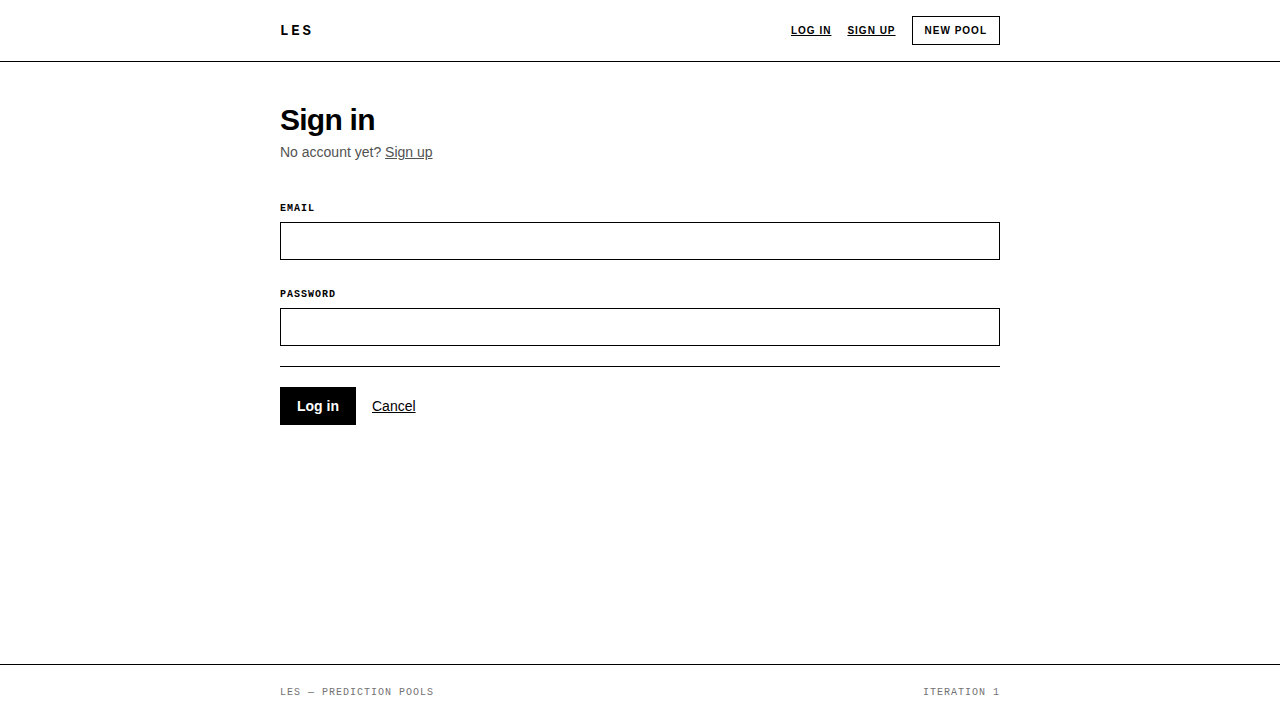 LES LOG IN SIGN UP NEW POOL
Sign in
No account yet? Sign up
EMAIL
PASSWORD
Log in Cancel
LES — PREDICTION POOLS ITERATION 1